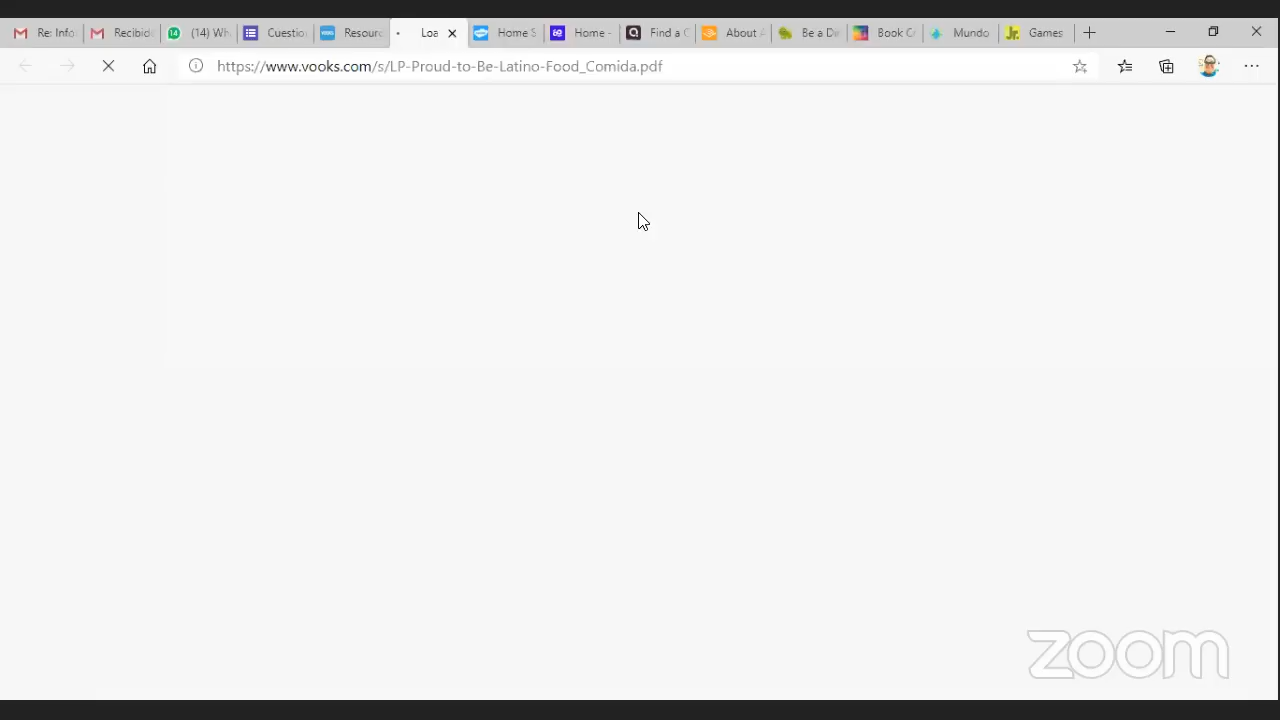 Re: Info
Recibid
(14) Wh
Questio
Resourc
Loa
Home S
Home -
Find a C
About A
Be a Di
Book C
Mundo
Games
https://www.vooks.com/s/LP-Proud-to-Be-Latino-Food_Comida.pdf
zoom